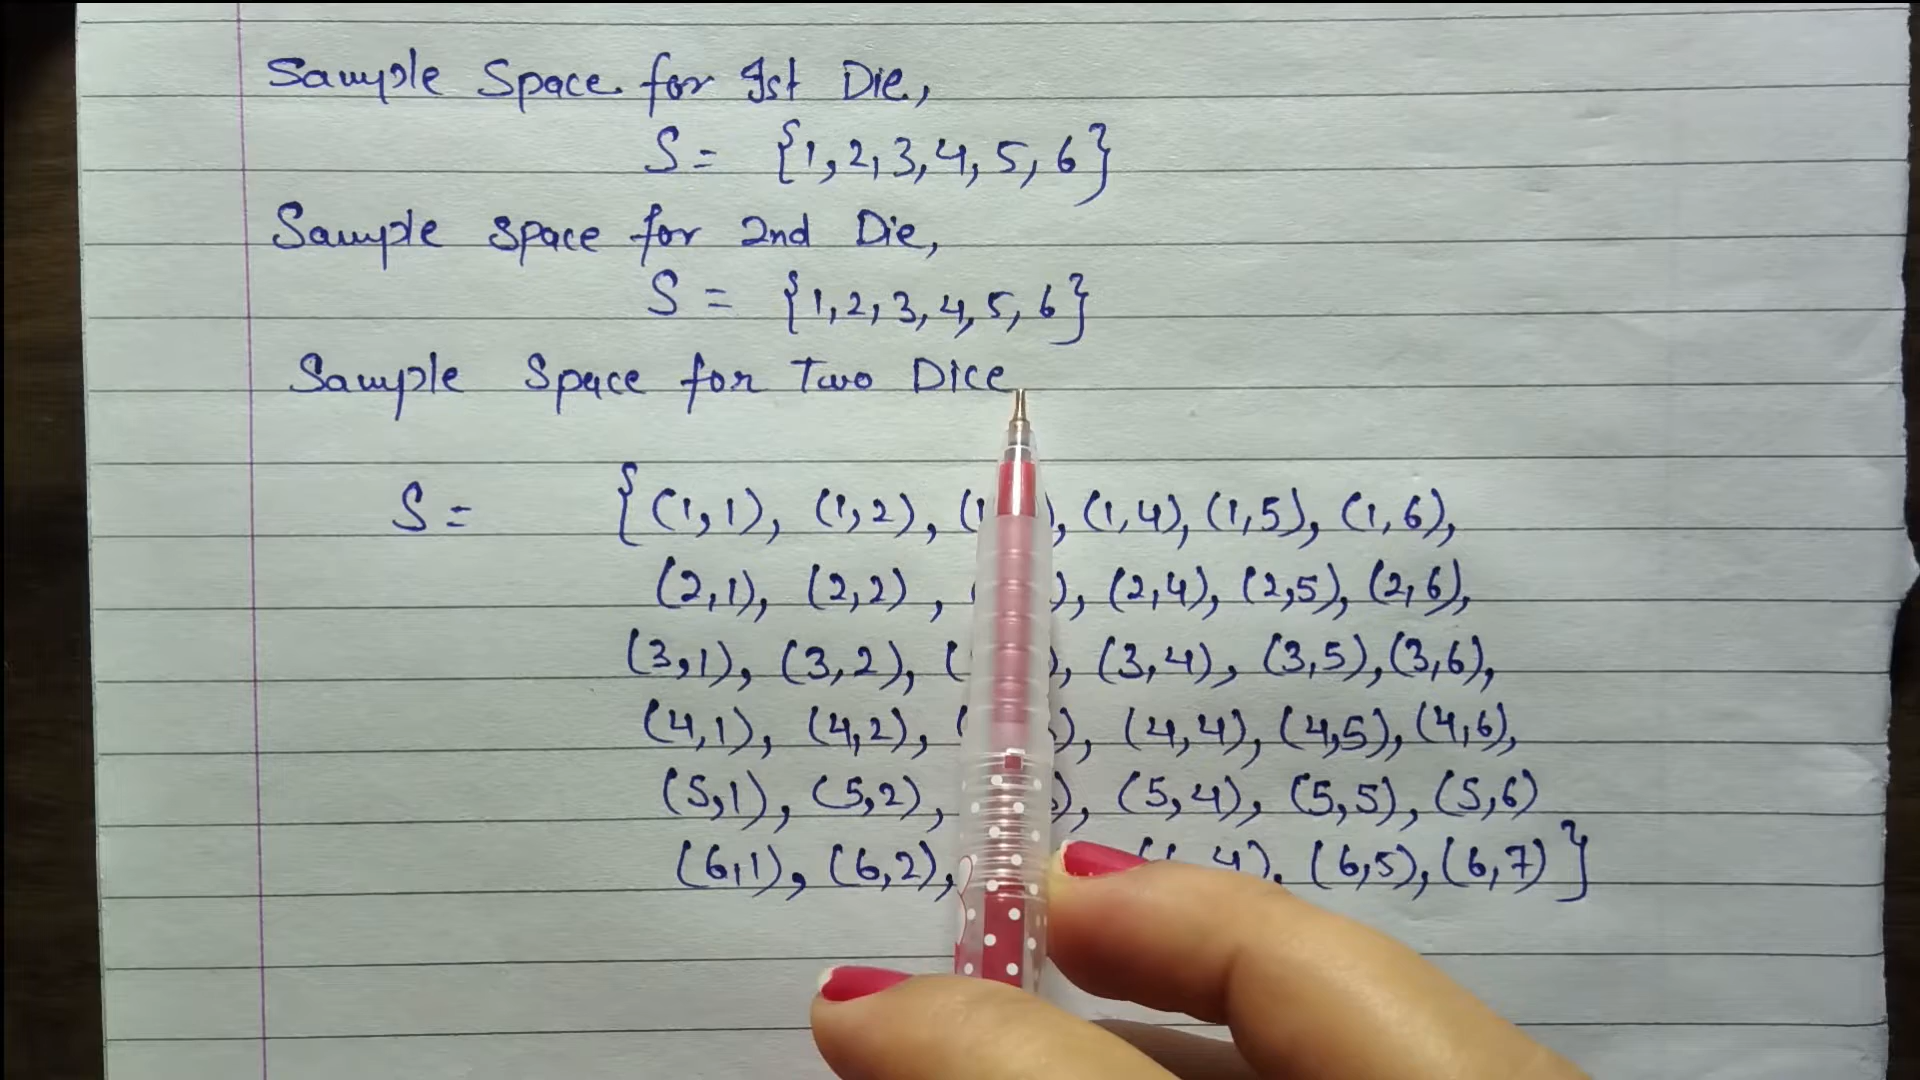 Sample Space for 1st Die,
S= {1,2,3,4,5,6}
Sample Space for 2nd Die,
S = {1,2,3,4,5,6}
Sample Space for Two Dice
S= {(1,1), (1,2), (1 ), (1,4), (1,5), (1,6),
(2,1), (2,2), ), (2,4), (2,5), (2,6),
(3,1), (3,2), ( ), (3,4), (3,5), (3,6),
(4,1), (4,2), ( ), (4,4), (4,5), (4,6),
(5,1), (5,2), ), (5,4), (5,5), (5,6)
(6,1), (6,2), ( 4), (6,5), (6,7)}